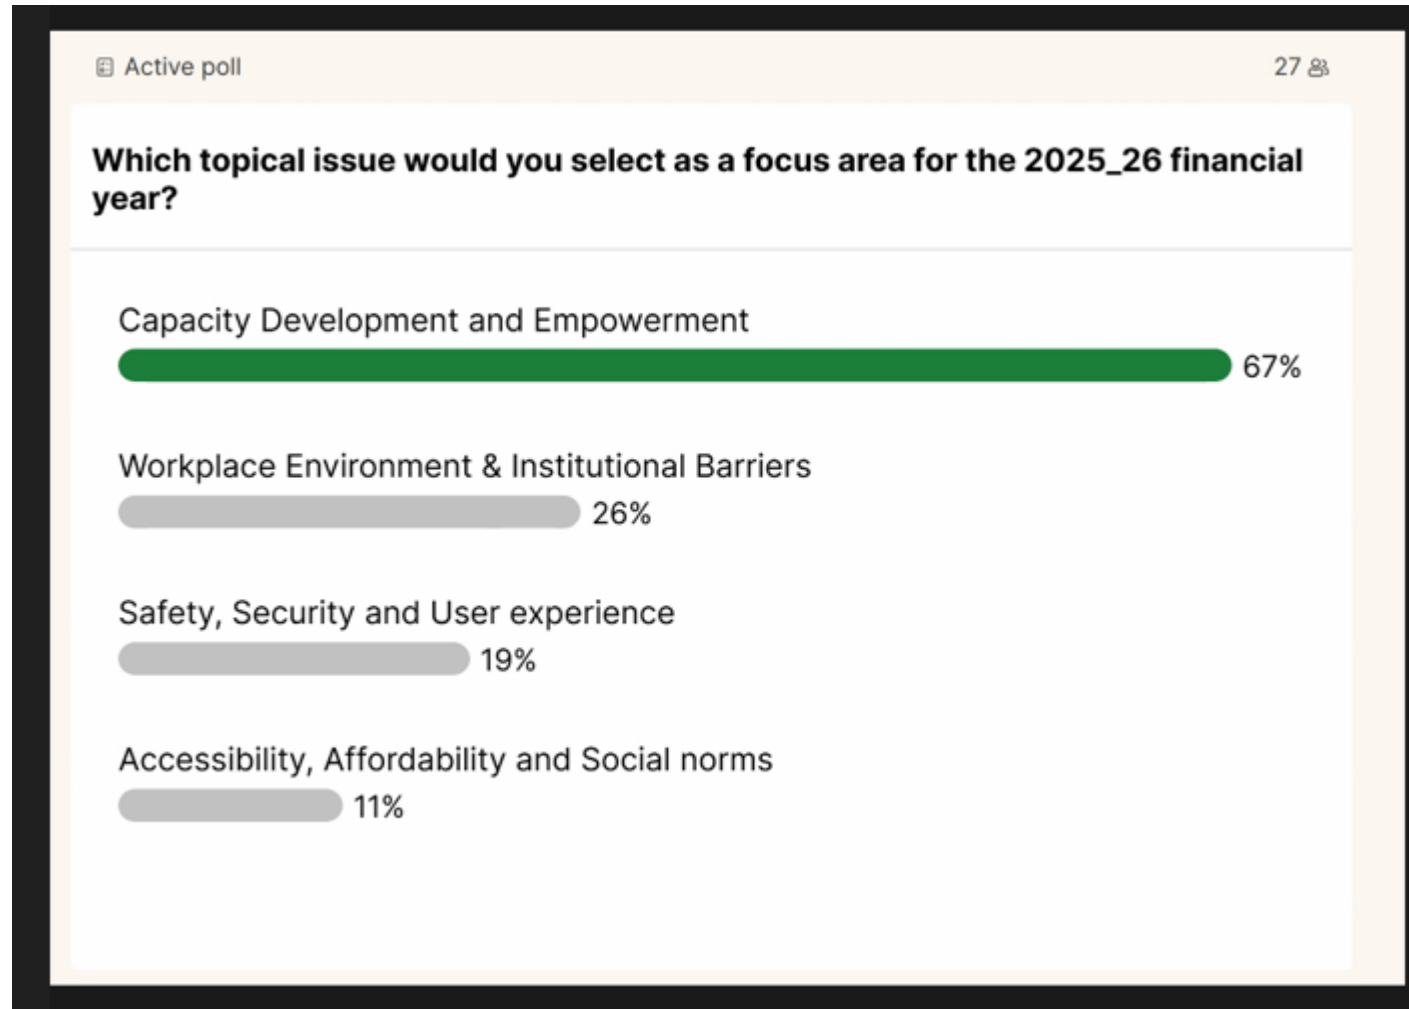 Active poll
27
Which topical issue would you select as a focus area for the 2025_26 financial
year?
Capacity Development and Empowerment
67%
Workplace Environment & Institutional Barriers
26%
Safety, Security and User experience
19%
Accessibility, Affordability and Social norms
11%